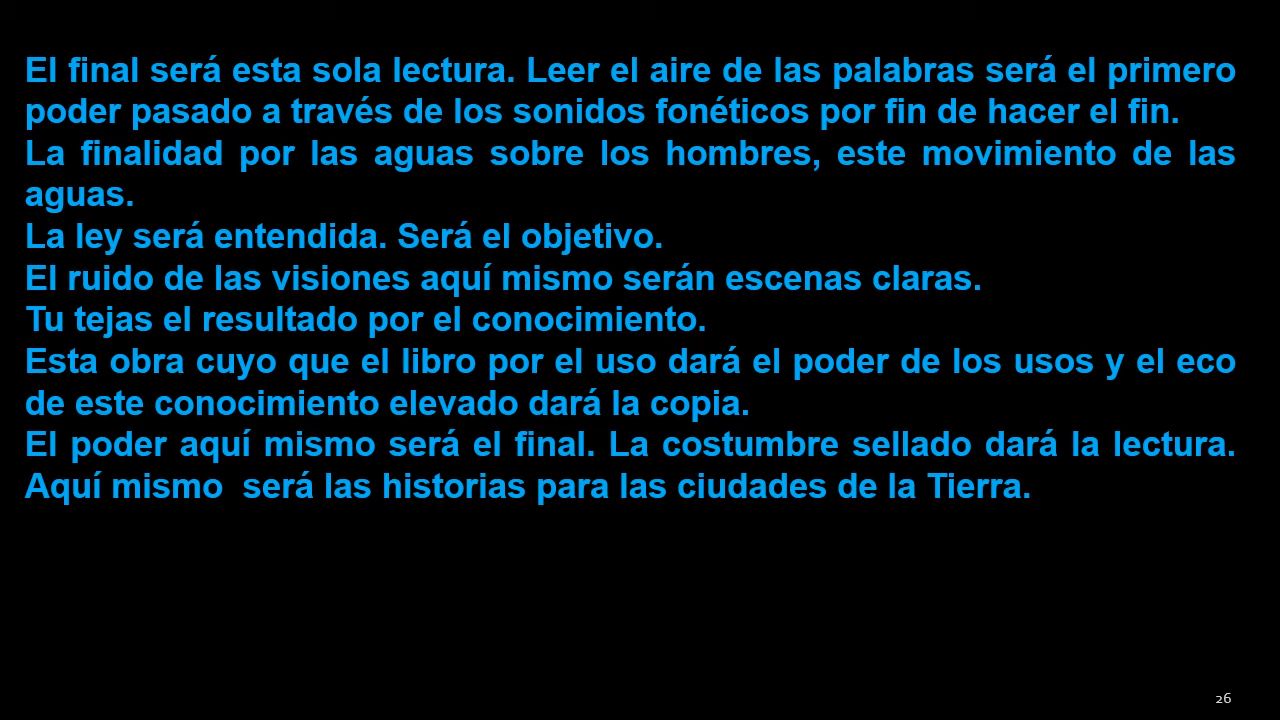 El final será esta sola lectura. Leer el aire de las palabras será el primero
poder pasado a través de los sonidos fonéticos por fin de hacer el fin.
La finalidad por las aguas sobre los hombres, este movimiento de las
aguas.
La ley será entendida. Será el objetivo.
El ruido de las visiones aquí mismo serán escenas claras.
Tu tejas el resultado por el conocimiento.
Esta obra cuyo que el libro por el uso dará el poder de los usos y el eco
de este conocimiento elevado dará la copia.
El poder aquí mismo será el final. La costumbre sellado dará la lectura.
Aquí mismo  será las historias para las ciudades de la Tierra.
26